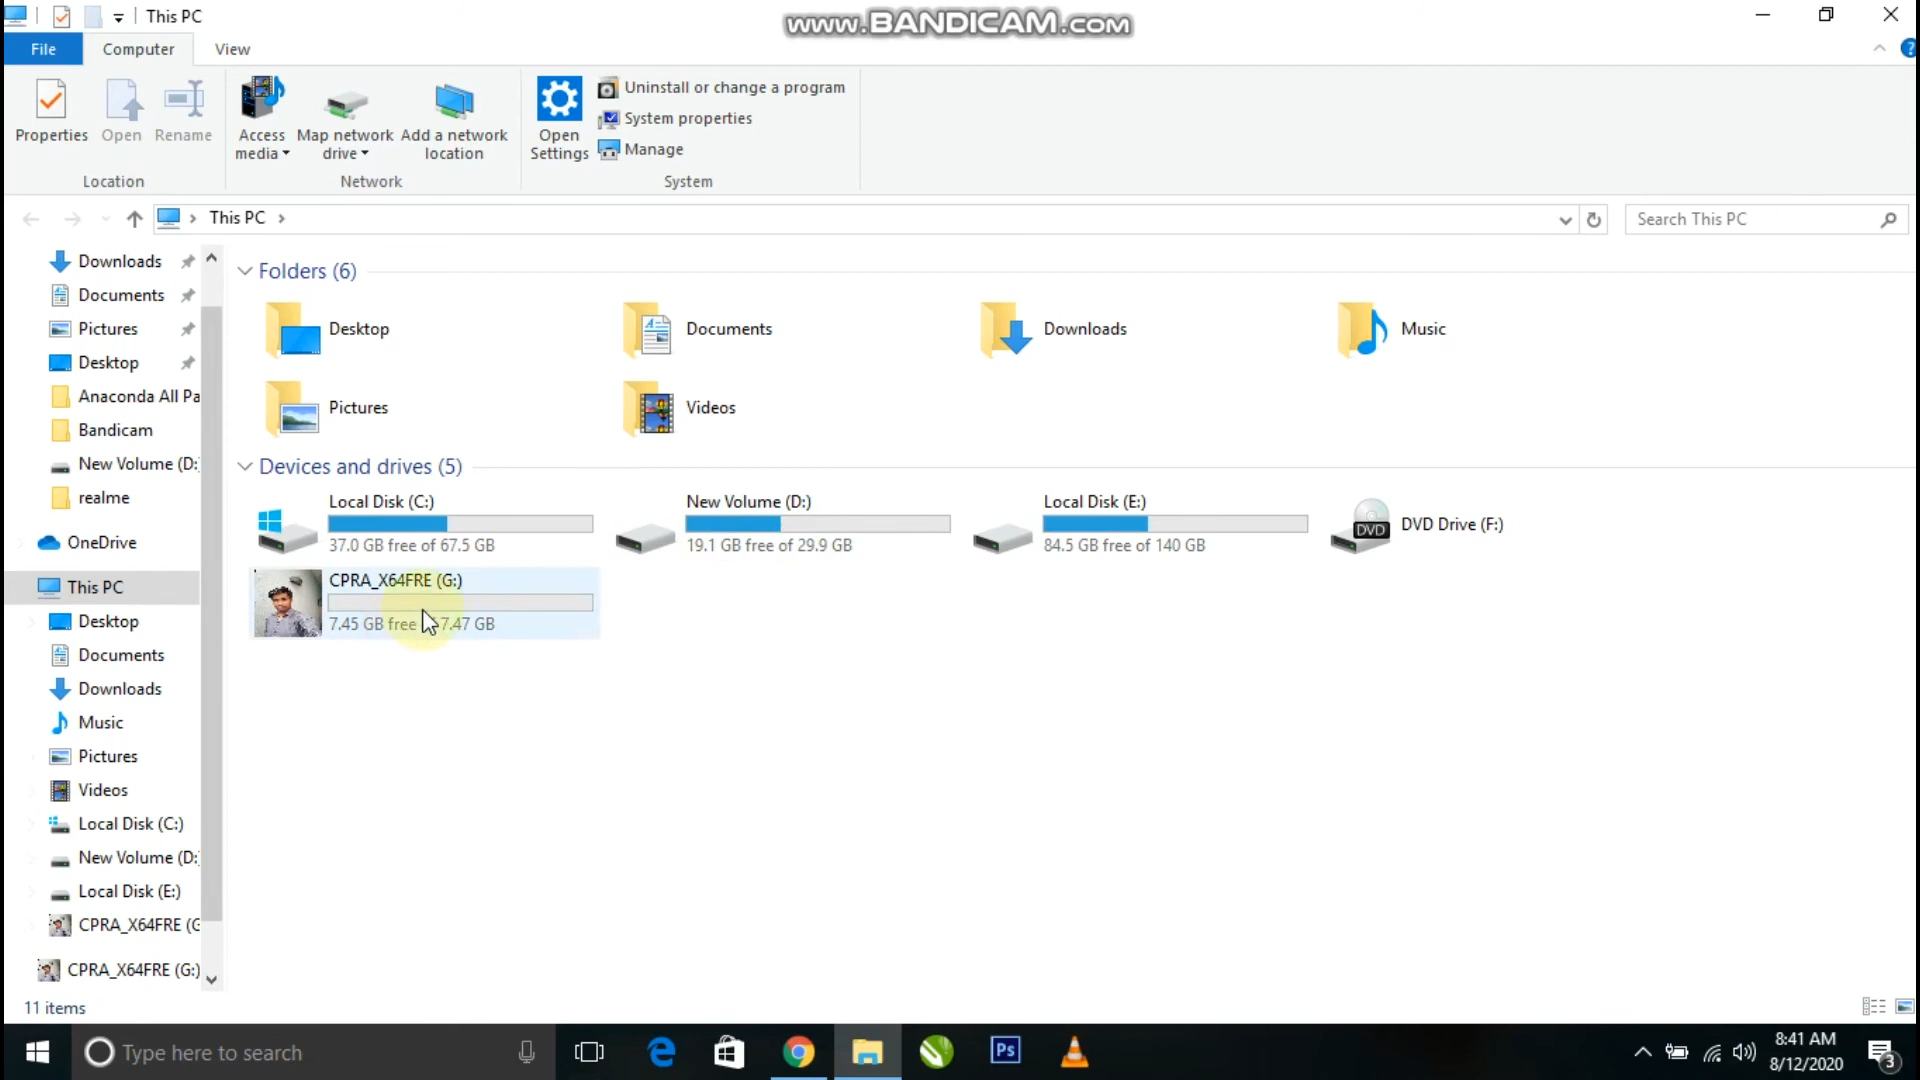 This PC
www.BANDICAM.com
File
Computer
View
Properties
Open
Rename
Access media
Map network drive
Add a network location
Open Settings
Uninstall or change a program
System properties
Manage
Location
Network
System
This PC
Search This PC
Downloads
Documents
Pictures
Desktop
Anaconda All Pa
Bandicam
New Volume (D:
realme
OneDrive
This PC
Desktop
Documents
Downloads
Music
Pictures
Videos
Local Disk (C:)
New Volume (D:
Local Disk (E:)
CPRA_X64FRE (G
CPRA_X64FRE (G:)
Folders (6)
Desktop
Documents
Downloads
Music
Pictures
Videos
Devices and drives (5)
Local Disk (C:)
37.0 GB free of 67.5 GB
New Volume (D:)
19.1 GB free of 29.9 GB
Local Disk (E:)
84.5 GB free of 140 GB
DVD
DVD Drive (F:)
CPRA_X64FRE (G:)
7.45 GB free 7.47 GB
11 items
Type here to search
Ps
8:41 AM
8/12/2020
3